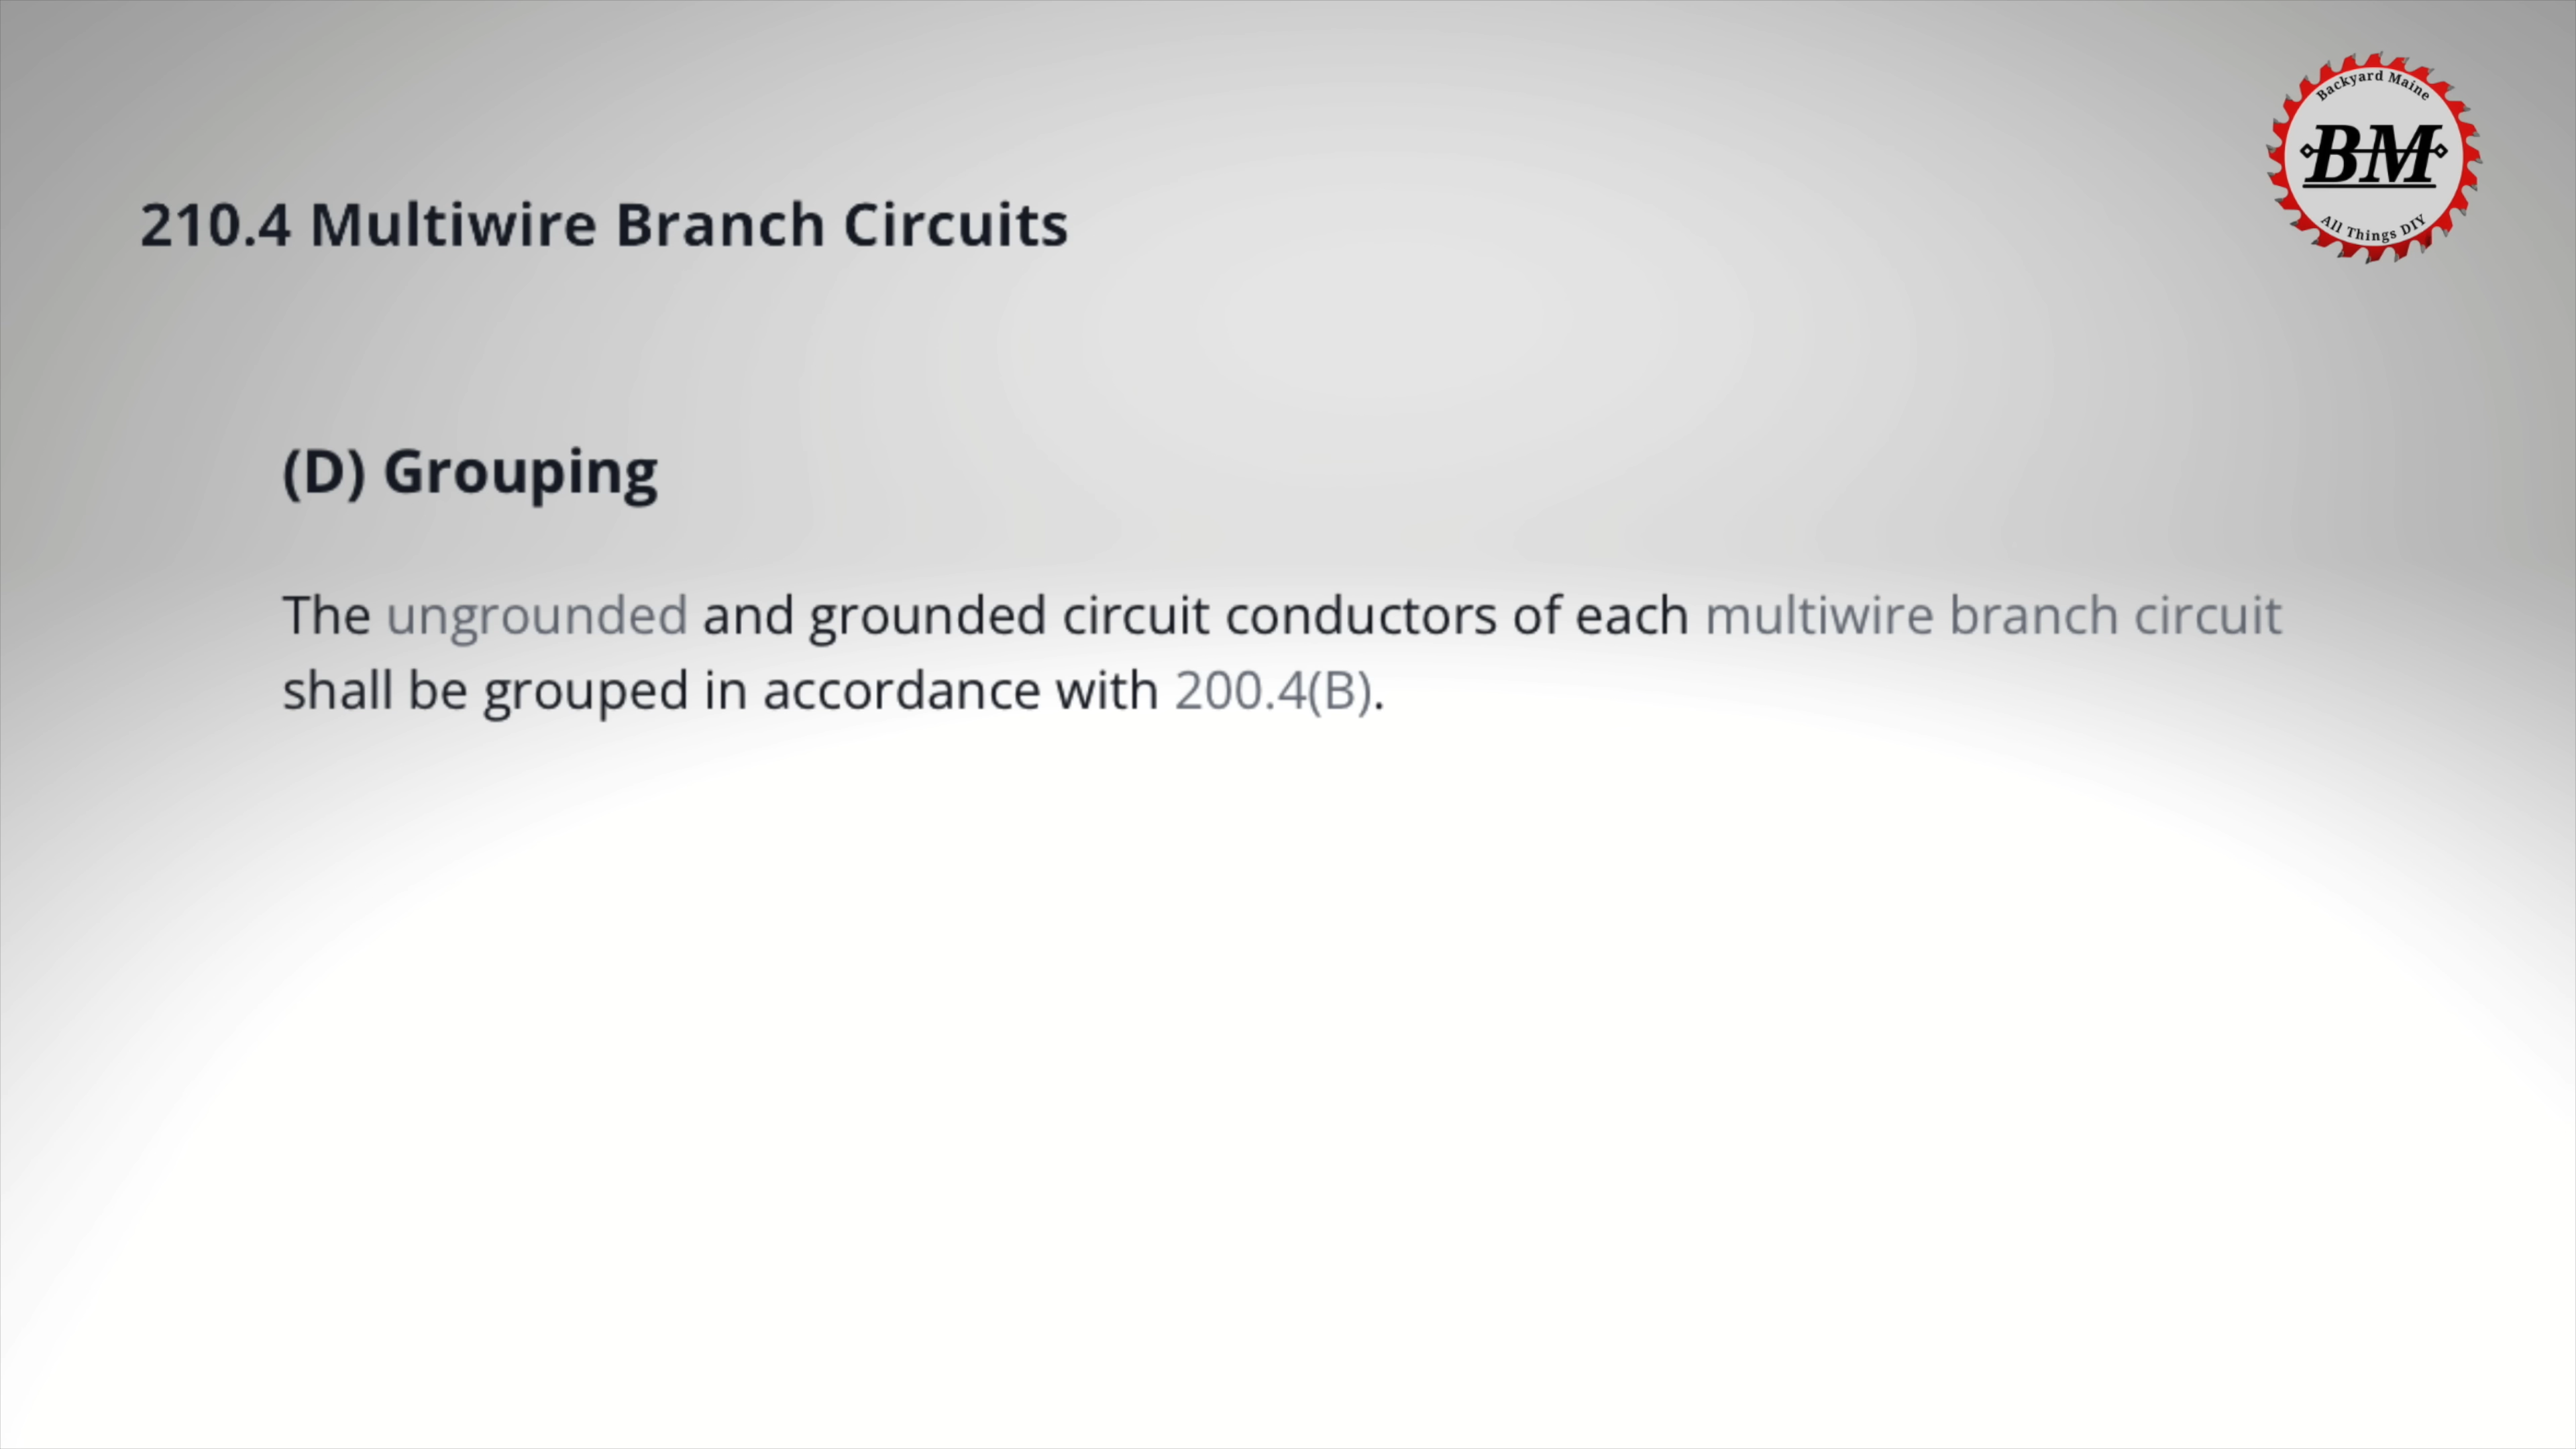 Backyard Maine
BM
All Things DIY
210.4 Multiwire Branch Circuits
(D) Grouping
The ungrounded and grounded circuit conductors of each multiwire branch circuit
shall be grouped in accordance with 200.4(B).